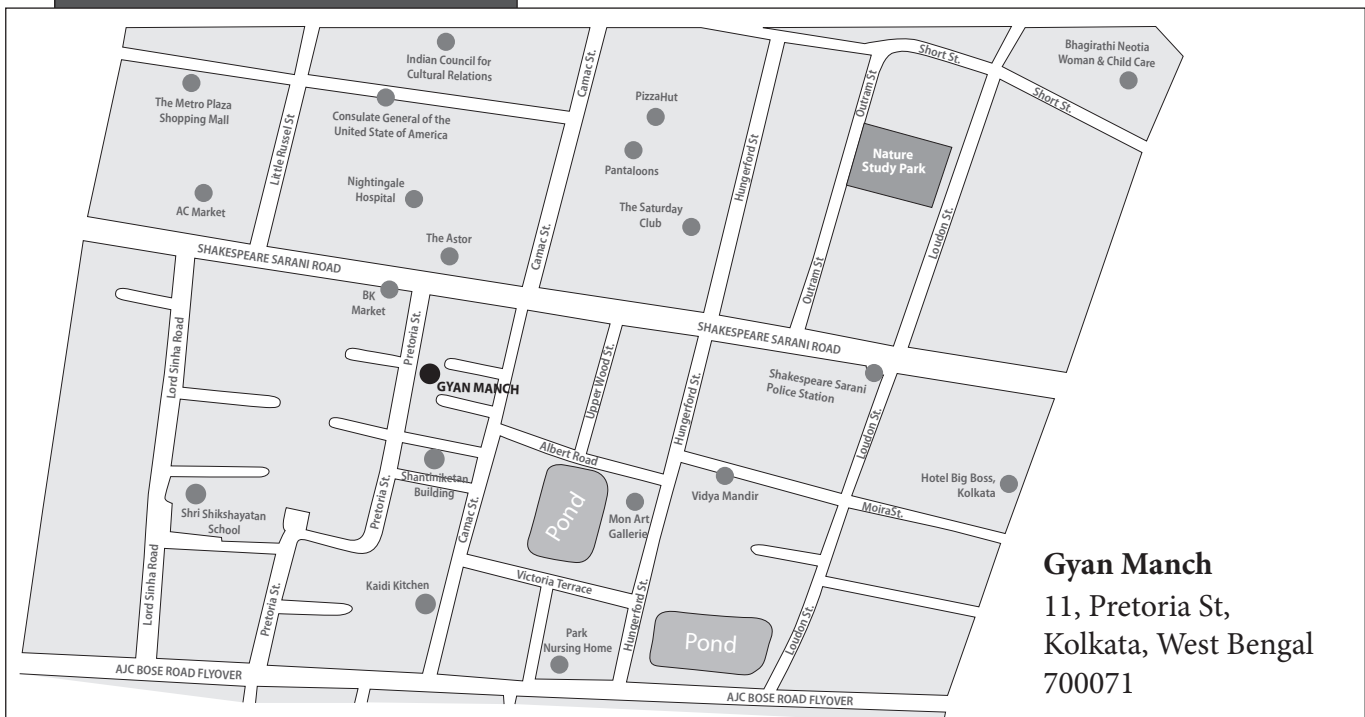 Short St.
Bhagirathi Neotia
Woman & Child Care
Indian Council for
Cultural Relations
Camac St.
Outram St
Short St.
The Metro Plaza
Shopping Mall
PizzaHut
Consulate General of the
United State of America
Little Russel St
Hungerford St
Nature
Study Park
Pantaloons
Nightingale
Hospital
AC Market
The Saturday
Club
The Astor
Camac St.
Loudon St.
SHAKESPEARE SARANI ROAD
Outram St
BK
Market
Pretoria St.
Lord Sinha Road
SHAKESPEARE SARANI ROAD
GYAN MANCH
Upper Wood St.
Shakespeare Sarani
Police Station
Hungerford St.
Loudon St.
Albert Road
Shantiniketan
Building
Pretoria St.
Camac St.
Pond
Vidya Mandir
Hotel Big Boss,
Kolkata
MoiraSt.
Shri Shikshayatan
School
Mon Art
Gallerie
Lord Sinha Road
Pretoria St.
Kaidi Kitchen
Victoria Terrace
Hungerford St.
Park
Nursing Home
Pond
Loudon St.
AJC BOSE ROAD FLYOVER
AJC BOSE ROAD FLYOVER
Gyan Manch
11, Pretoria St,
Kolkata, West Bengal
700071